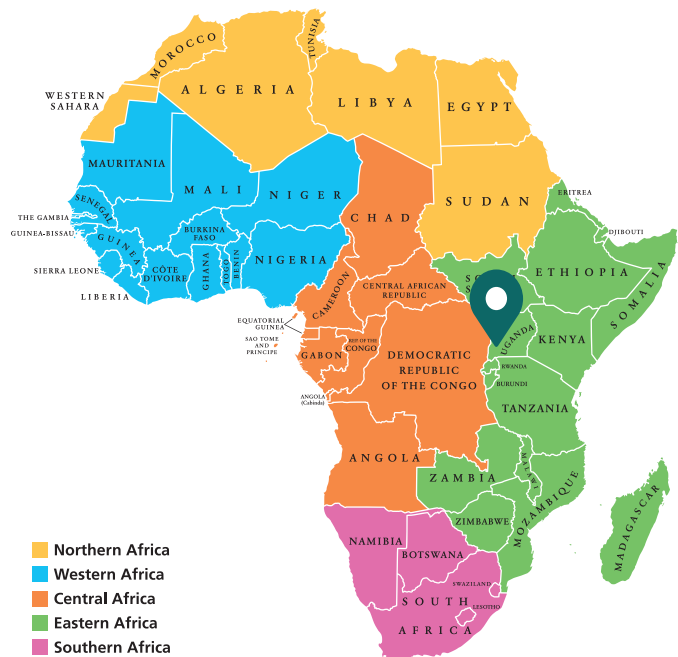 TUNISIA
MOROCCO
WESTERN
SAHARA
ALGERIA
LIBYA
EGYPT
MAURITANIA
MALI
NIGER
CHAD
SUDAN
ERITREA
SENEGAL
THE GAMBIA
GUINEA-BISSAU
GUINEA
BURKINA
FASO
DJIBOUTI
SIERRA LEONE
LIBERIA
CÔTE
D'IVOIRE
GHANA
TOGO
BENIN
NIGERIA
ETHIOPIA
SOMALIA
CENTRAL AFRICAN
REPUBLIC
CAMEROON
EQUATORIAL
GUINEA
SAO TOME
AND
PRINCIPE
GABON
REP OF THE
CONGO
DEMOCRATIC
REPUBLIC
OF THE CONGO
UGANDA
KENYA
RWANDA
BURUNDI
ANGOLA
(Cabinda)
TANZANIA
ANGOLA
ZAMBIA
MALAWI
MOZAMBIQUE
ZIMBABWE
MADAGASCAR
NAMIBIA
BOTSWANA
SWAZILAND
LESOTHO
SOUTH
AFRICA
Northern Africa
Western Africa
Central Africa
Eastern Africa
Southern Africa